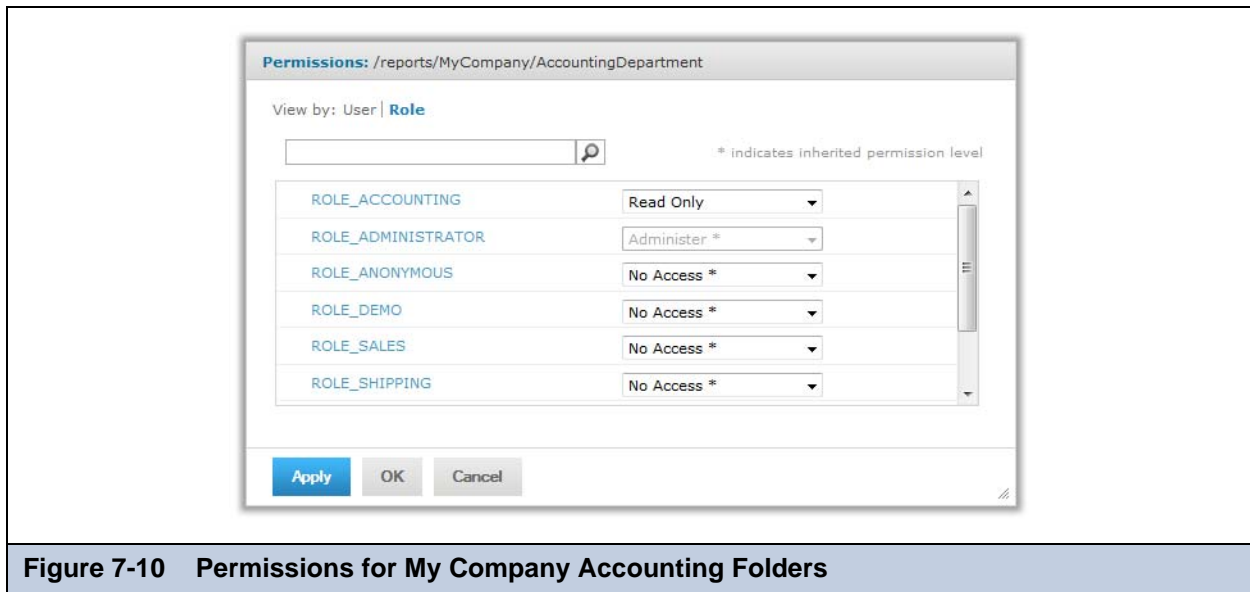 Permissions: /reports/MyCompany/AccountingDepartment
View by: User | Role
* indicates inherited permission level
ROLE_ACCOUNTING Read Only
ROLE_ADMINISTRATOR Administer *
ROLE_ANONYMOUS No Access *
ROLE_DEMO No Access *
ROLE_SALES No Access *
ROLE_SHIPPING No Access *
Apply OK Cancel
Figure 7-10 Permissions for My Company Accounting Folders